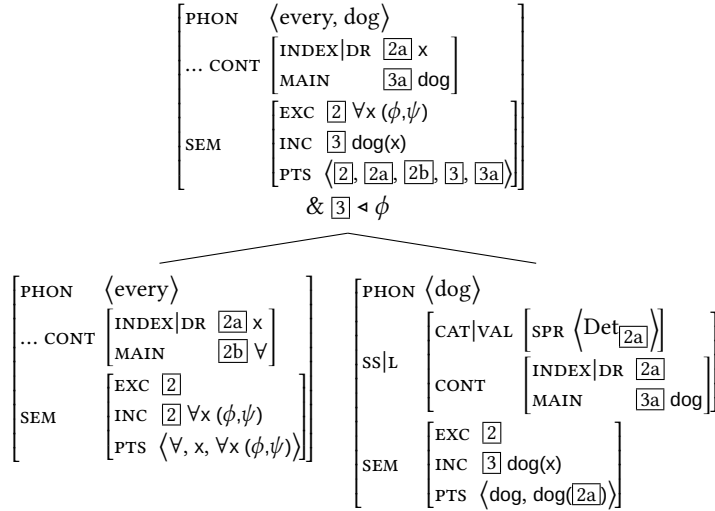 PHON ⟨every, dog⟩
… CONT INDEX|DR 2a x
MAIN 3a dog
SEM EXC 2 ∀x (ϕ,ψ)
INC 3 dog(x)
PTS ⟨2, 2a, 2b, 3, 3a⟩
& 3 ◁ ϕ
PHON ⟨every⟩
… CONT INDEX|DR 2a x
MAIN 2b ∀
SEM EXC 2
INC 2 ∀x (ϕ,ψ)
PTS ⟨∀, x, ∀x (ϕ,ψ)⟩
PHON ⟨dog⟩
SS|L CAT|VAL [SPR ⟨Det2a⟩]
CONT INDEX|DR 2a
MAIN 3a dog
SEM EXC 2
INC 3 dog(x)
PTS ⟨dog, dog(2a)⟩